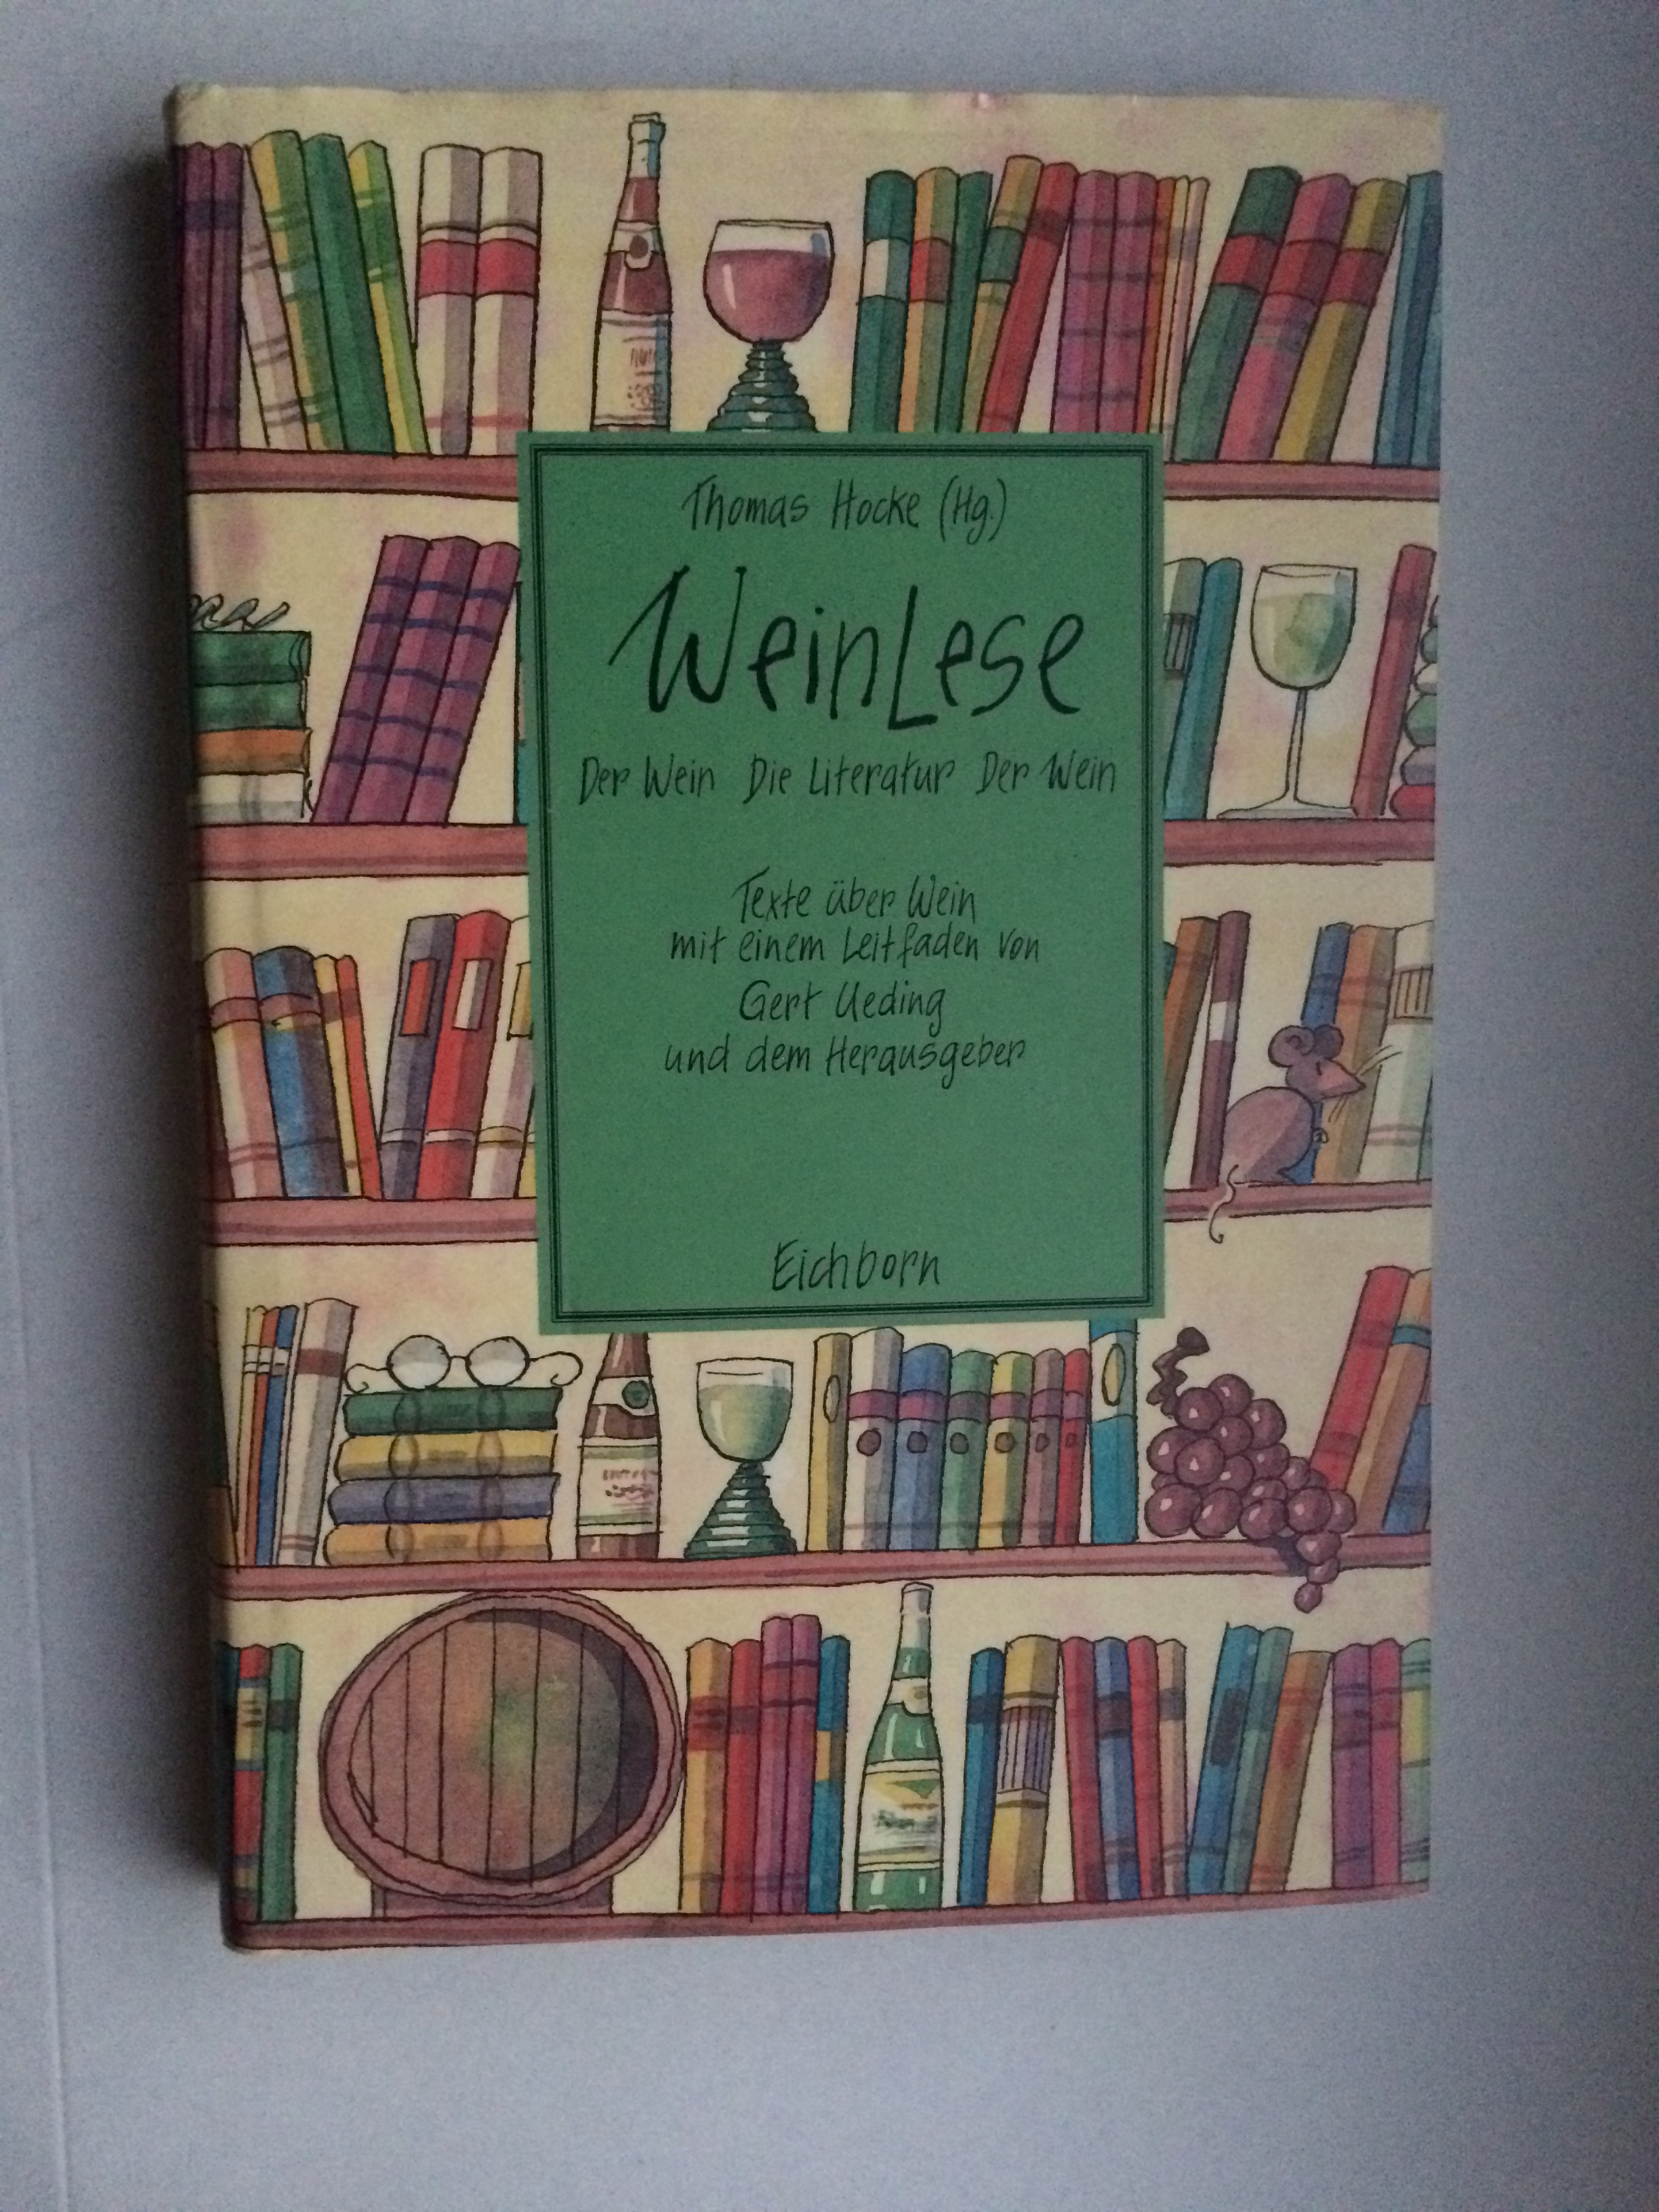 Thomas Hocke (Hg.)
WeinLese
Der Wein Die Literatur Der Wein
Texte über Wein
mit einem Leitfaden von
Gert Ueding
und dem Herausgeber
Eichborn